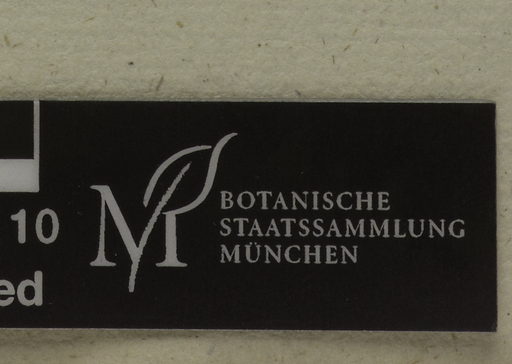 10
ed
M
BOTANISCHE
STAATSSAMMLUNG
MÜNCHEN